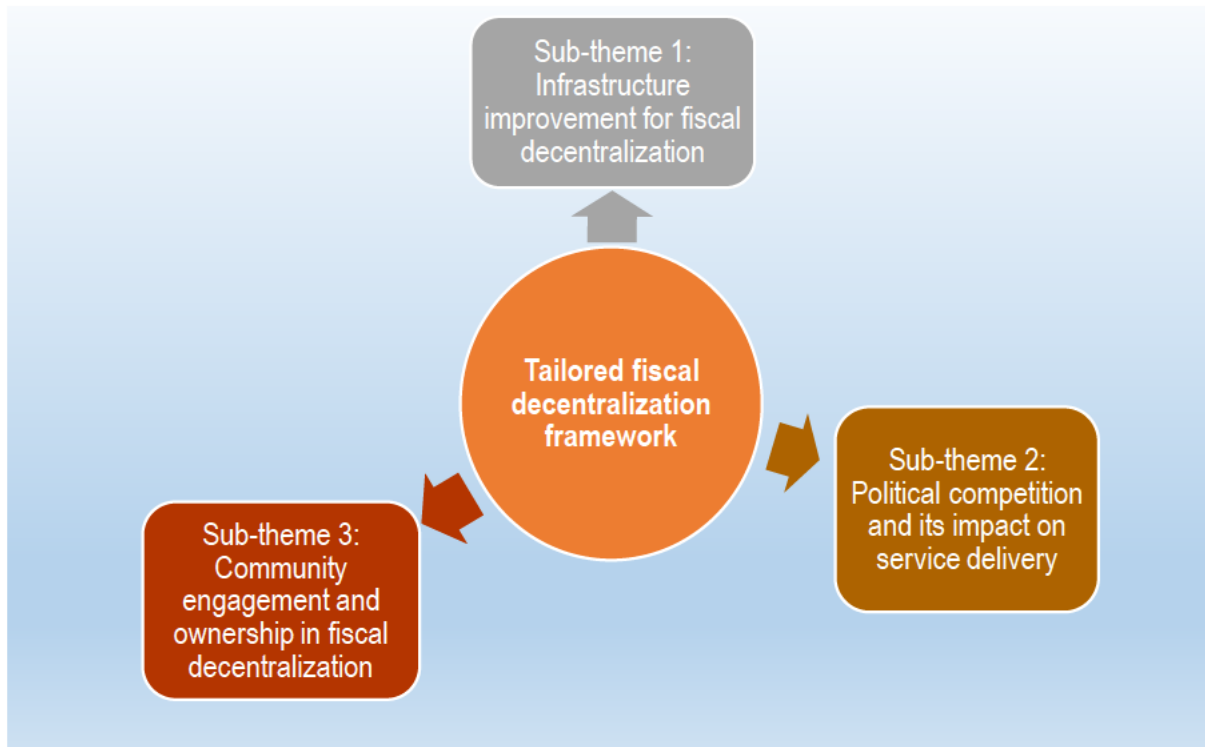 Sub-theme 1:
Infrastructure
improvement for fiscal
decentralization
Tailored fiscal
decentralization
framework
Sub-theme 2:
Political competition
and its impact on
service delivery
Sub-theme 3:
Community
engagement and
ownership in fiscal
decentralization